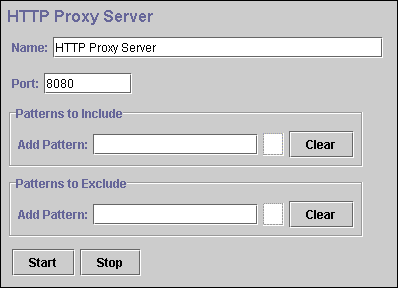 HTTP Proxy Server
Name: HTTP Proxy Server
Port: 8080
Patterns to Include
Add Pattern: Clear
Patterns to Exclude
Add Pattern: Clear
Start Stop